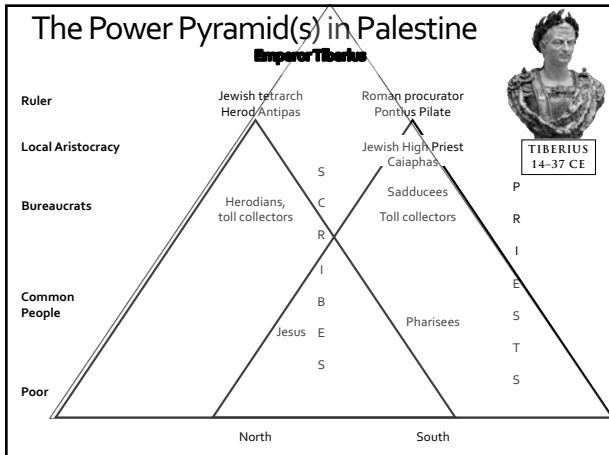 The Power Pyramid(s) in Palestine
Emperor Tiberius
Ruler
Jewish tetrarch
Herod Antipas
Roman procurator
Pontius Pilate
TIBERIUS
14–37 CE
Local Aristocracy
Jewish High Priest
Caiaphas
Bureaucrats
Herodians,
toll collectors
Sadducees
Toll collectors
SCRIBES
PRIESTS
Common
People
Jesus
Pharisees
Poor
North
South